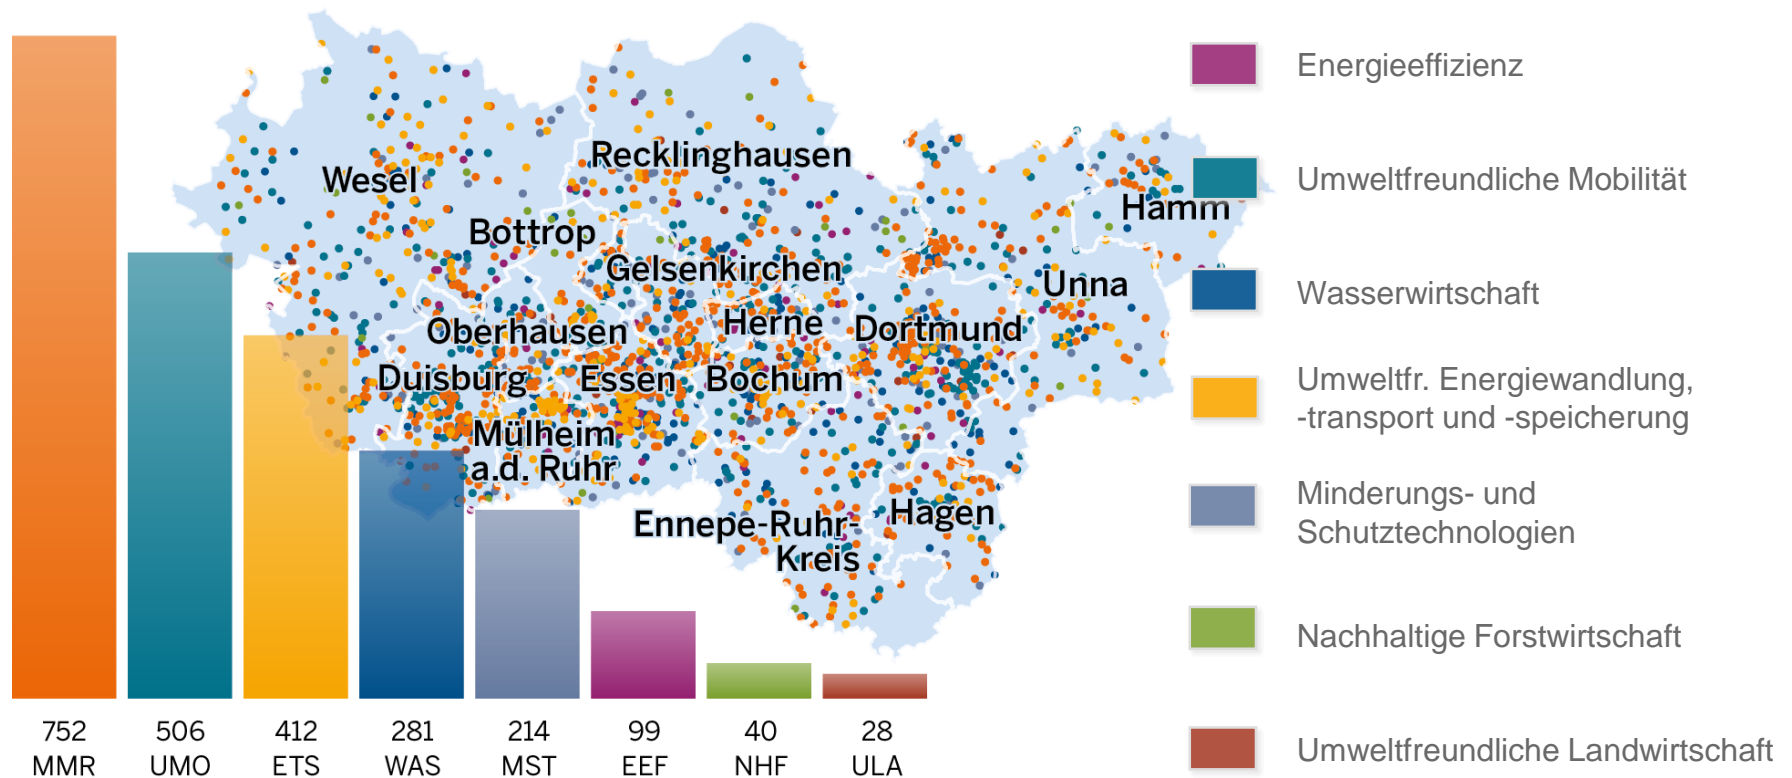 Wesel
Recklinghausen
Hamm
Bottrop
Gelsenkirchen
Unna
Oberhausen
Herne
Dortmund
Duisburg
Essen
Bochum
Mülheim
a.d. Ruhr
Ennepe-Ruhr-
Kreis
Hagen
752
MMR
506
UMO
412
ETS
281
WAS
214
MST
99
EEF
40
NHF
28
ULA
Energieeffizienz
Umweltfreundliche Mobilität
Wasserwirtschaft
Umweltfr. Energiewandlung,
-transport und -speicherung
Minderungs- und
Schutztechnologien
Nachhaltige Forstwirtschaft
Umweltfreundliche Landwirtschaft